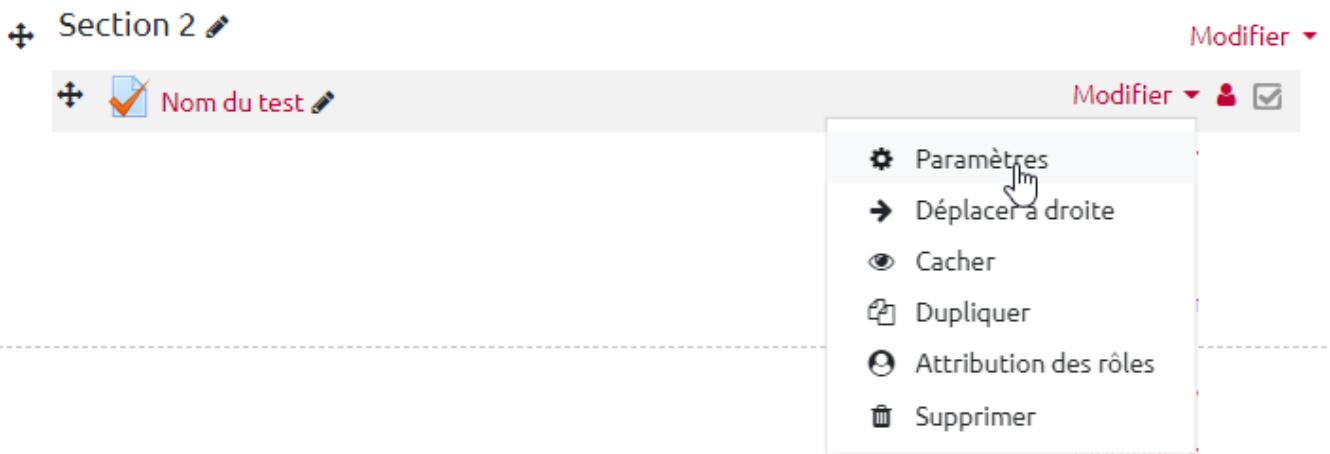 Section 2
Modifier
Nom du test
Modifier
Paramètres
Déplacer à droite
Cacher
Dupliquer
Attribution des rôles
Supprimer